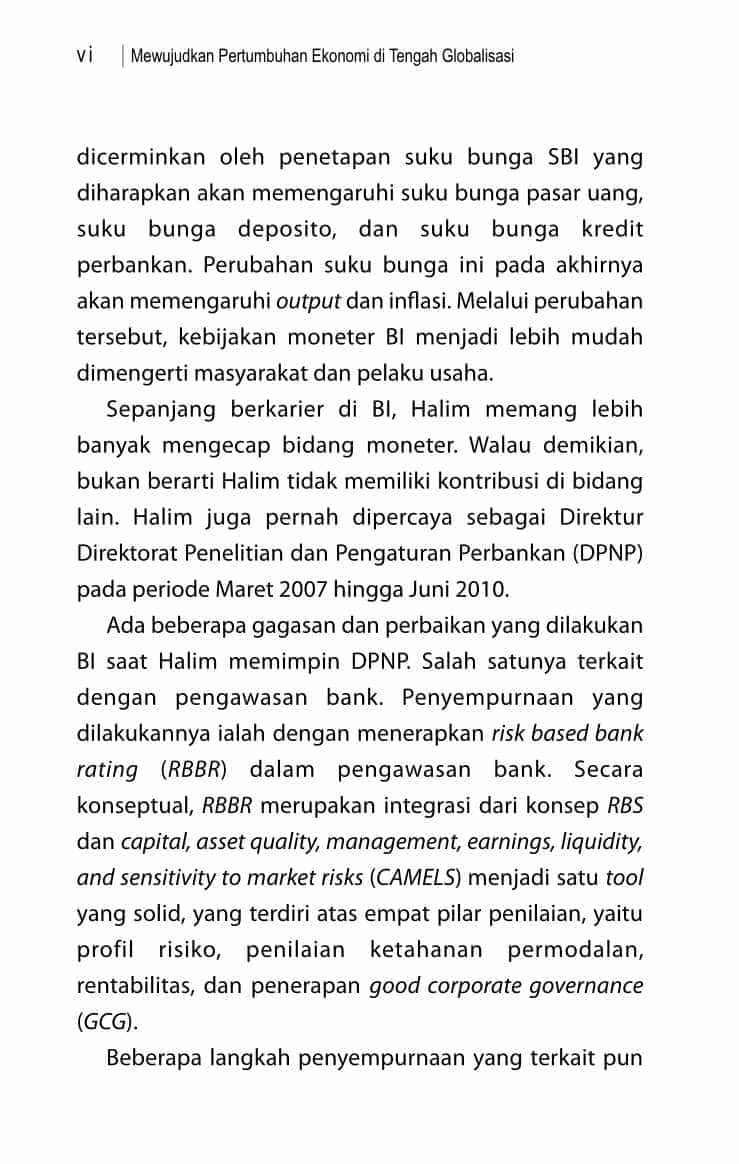 vi | Mewujudkan Pertumbuhan Ekonomi di Tengah Globalisasi
dicerminkan oleh penetapan suku bunga SBI yang
diharapkan akan memengaruhi suku bunga pasar uang,
suku bunga deposito, dan suku bunga kredit
perbankan. Perubahan suku bunga ini pada akhirnya
akan memengaruhi output dan inflasi. Melalui perubahan
tersebut, kebijakan moneter BI menjadi lebih mudah
dimengerti masyarakat dan pelaku usaha.
Sepanjang berkarier di BI, Halim memang lebih
banyak mengecap bidang moneter. Walau demikian,
bukan berarti Halim tidak memiliki kontribusi di bidang
lain. Halim juga pernah dipercaya sebagai Direktur
Direktorat Penelitian dan Pengaturan Perbankan (DPNP)
pada periode Maret 2007 hingga Juni 2010.
Ada beberapa gagasan dan perbaikan yang dilakukan
BI saat Halim memimpin DPNP. Salah satunya terkait
dengan pengawasan bank. Penyempurnaan yang
dilakukannya ialah dengan menerapkan risk based bank
rating (RBBR) dalam pengawasan bank. Secara
konseptual, RBBR merupakan integrasi dari konsep RBS
dan capital, asset quality, management, earnings, liquidity,
and sensitivity to market risks (CAMELS) menjadi satu tool
yang solid, yang terdiri atas empat pilar penilaian, yaitu
profil risiko, penilaian ketahanan permodalan,
rentabilitas, dan penerapan good corporate governance
(GCG).
Beberapa langkah penyempurnaan yang terkait pun